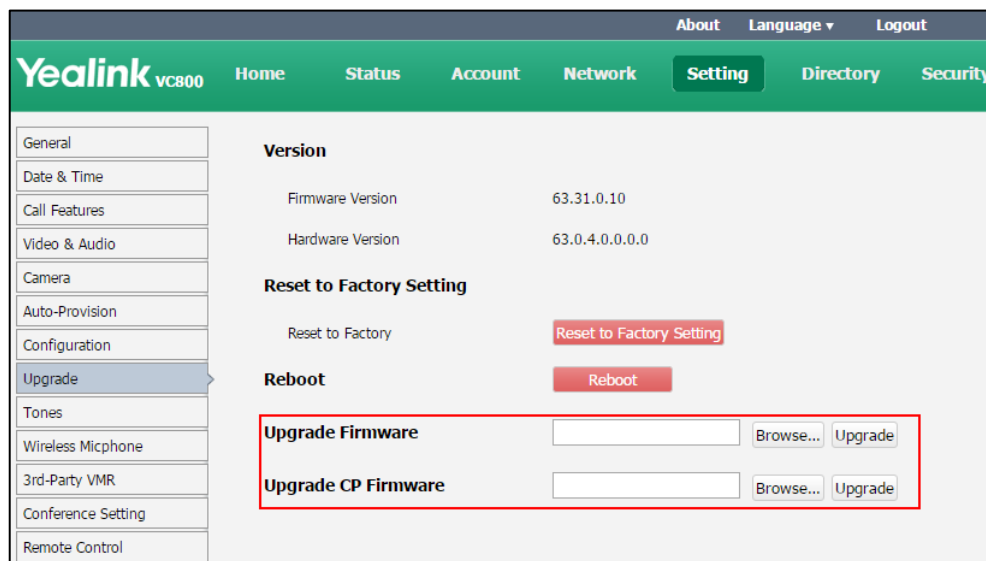 About Language ▾ Logout
Yealink VC800 Home Status Account Network Setting Directory Security
General
Date & Time
Call Features
Video & Audio
Camera
Auto-Provision
Configuration
Upgrade
Tones
Wireless Micphone
3rd-Party VMR
Conference Setting
Remote Control
Version
Firmware Version 63.31.0.10
Hardware Version 63.0.4.0.0.0.0
Reset to Factory Setting
Reset to Factory Reset to Factory Setting
Reboot Reboot
Upgrade Firmware Browse... Upgrade
Upgrade CP Firmware Browse... Upgrade